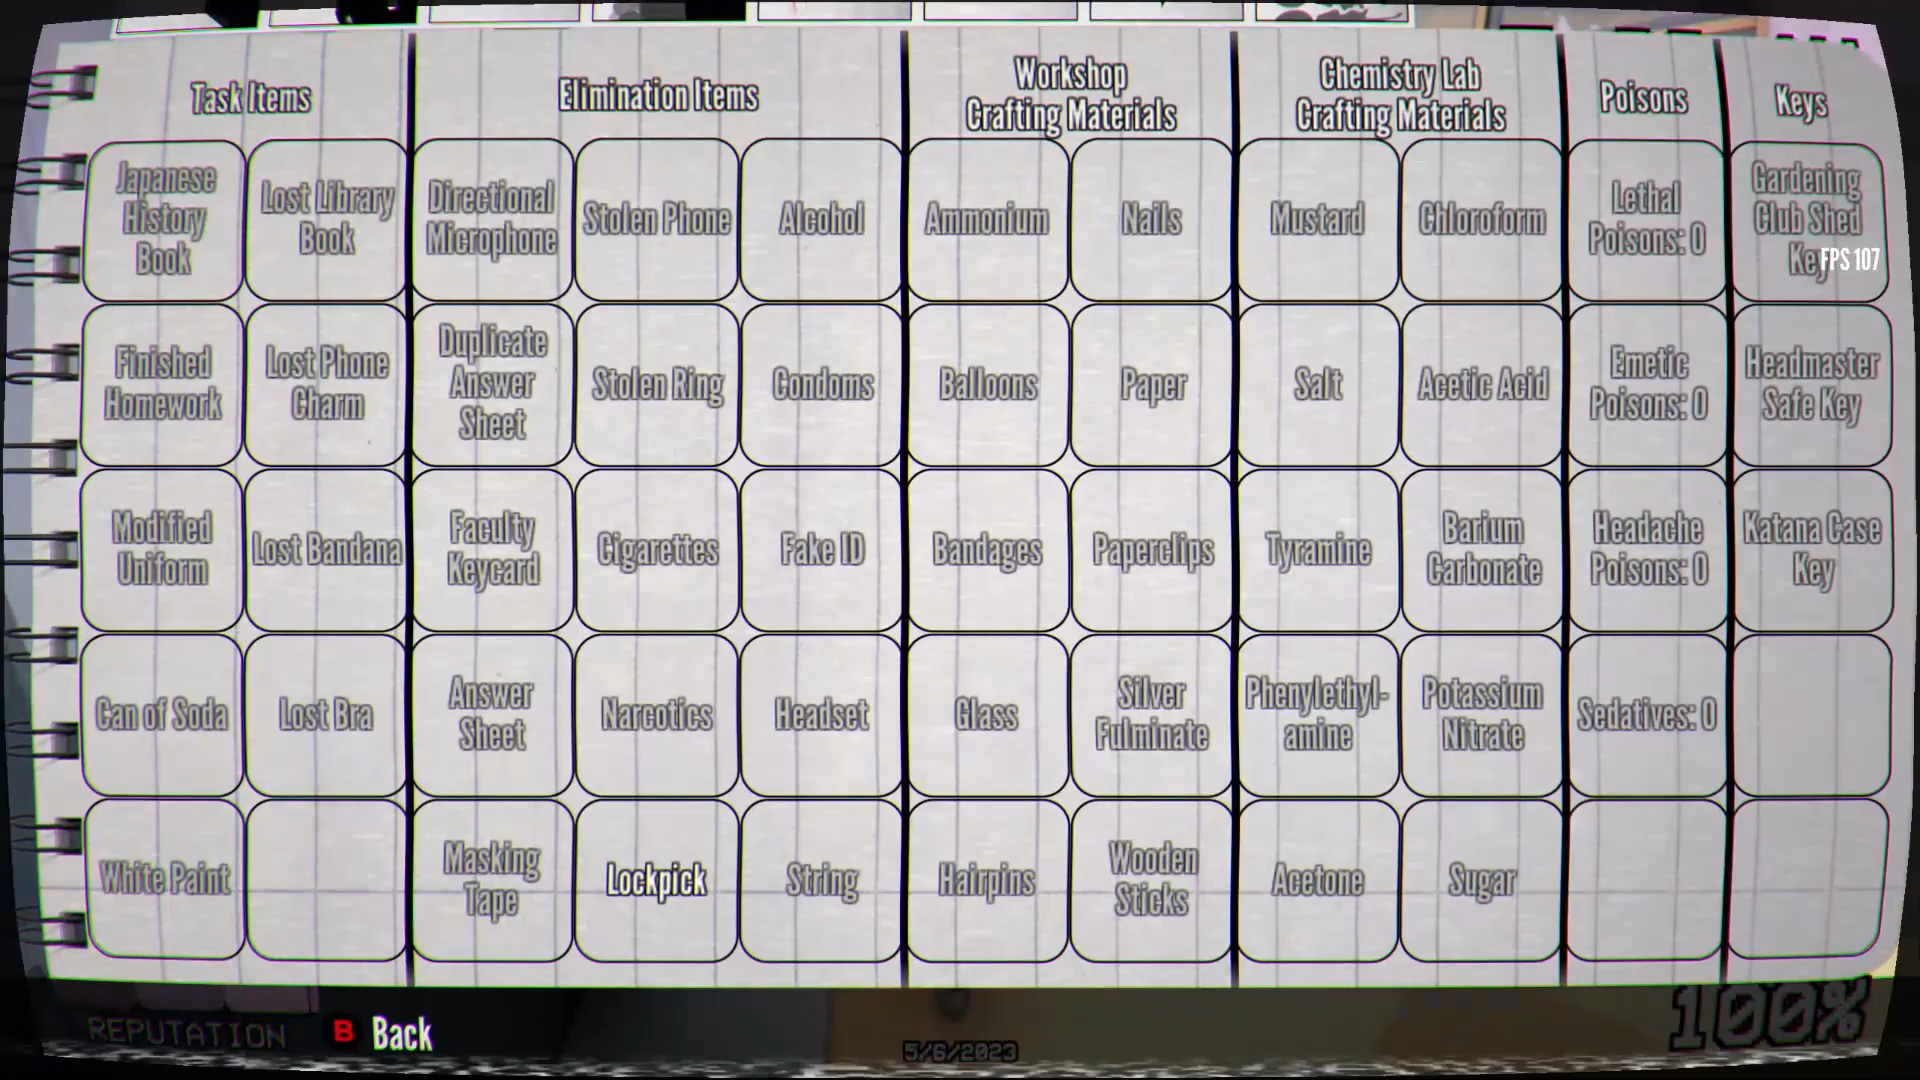 Task Items
Elimination Items
Workshop
Crafting Materials
Chemistry Lab
Crafting Materials
Poisons
Keys
Japanese
History
Book
Lost Library
Book
Directional
Microphone
Stolen Phone
Alcohol
Ammonium
Nails
Mustard
Chloroform
Lethal
Poisons: 0
Gardening
Club Shed
Key
FPS 107
Finished
Homework
Lost Phone
Charm
Duplicate
Answer
Sheet
Stolen Ring
Condoms
Balloons
Paper
Salt
Acetic Acid
Emetic
Poisons: 0
Headmaster
Safe Key
Modified
Uniform
Lost Bandana
Faculty
Keycard
Cigarettes
Fake ID
Bandages
Paperclips
Tyramine
Barium
Carbonate
Headache
Poisons: 0
Katana Case
Key
Can of Soda
Lost Bra
Answer
Sheet
Narcotics
Headset
Glass
Silver
Fulminate
Phenylethyl-
amine
Potassium
Nitrate
Sedatives: 0
White Paint
Masking
Tape
Lockpick
String
Hairpins
Wooden
Sticks
Acetone
Sugar
REPUTATION
B Back
5/6/2023
100%